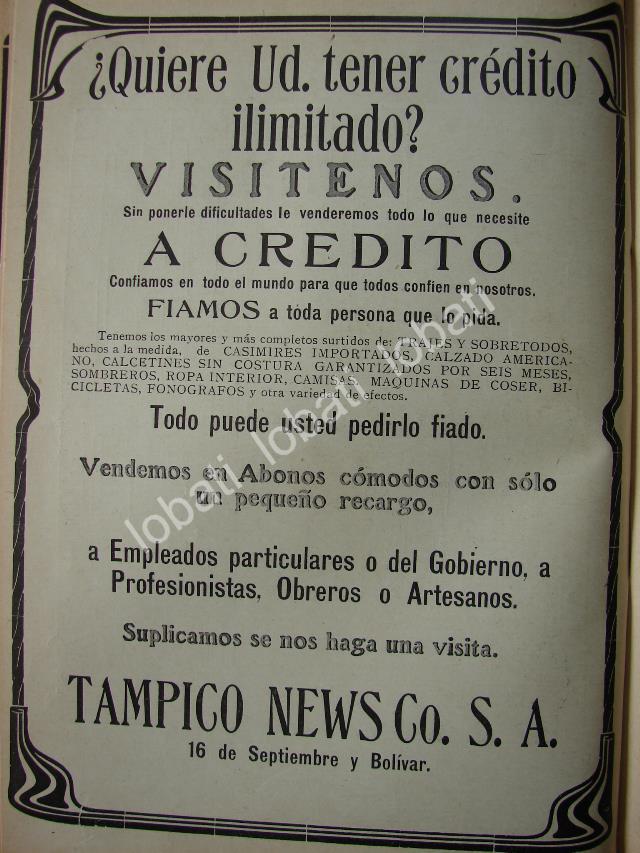 ¿Quiere Ud. tener crédito
ilimitado?
VISITENOS.
Sin ponerle dificultades le venderemos todo lo que necesite
A CREDITO
Confiamos en todo el mundo para que todos confien en nosotros.
FIAMOS a toda persona que lo pida.
Tenemos los mayores y más completos surtidos de: TRAJES Y SOBRETODOS,
hechos a la medida, de CASIMIRES IMPORTADOS, CALZADO AMERICA-
NO, CALCETINES SIN COSTURA GARANTIZADOS POR SEIS MESES,
SOMBREROS, ROPA INTERIOR, CAMISAS, MAQUINAS DE COSER, BI-
CICLETAS, FONOGRAFOS y otra variedad de efectos.
Todo puede usted pedirlo fiado.
Vendemos en Abonos cómodos con sólo
un pequeño recargo,
a Empleados particulares o del Gobierno, a
Profesionistas, Obreros o Artesanos.
Suplicamos se nos haga una visita.
TAMPICO NEWS Co. S. A.
16 de Septiembre y Bolívar.
lobati, lobati, lobati